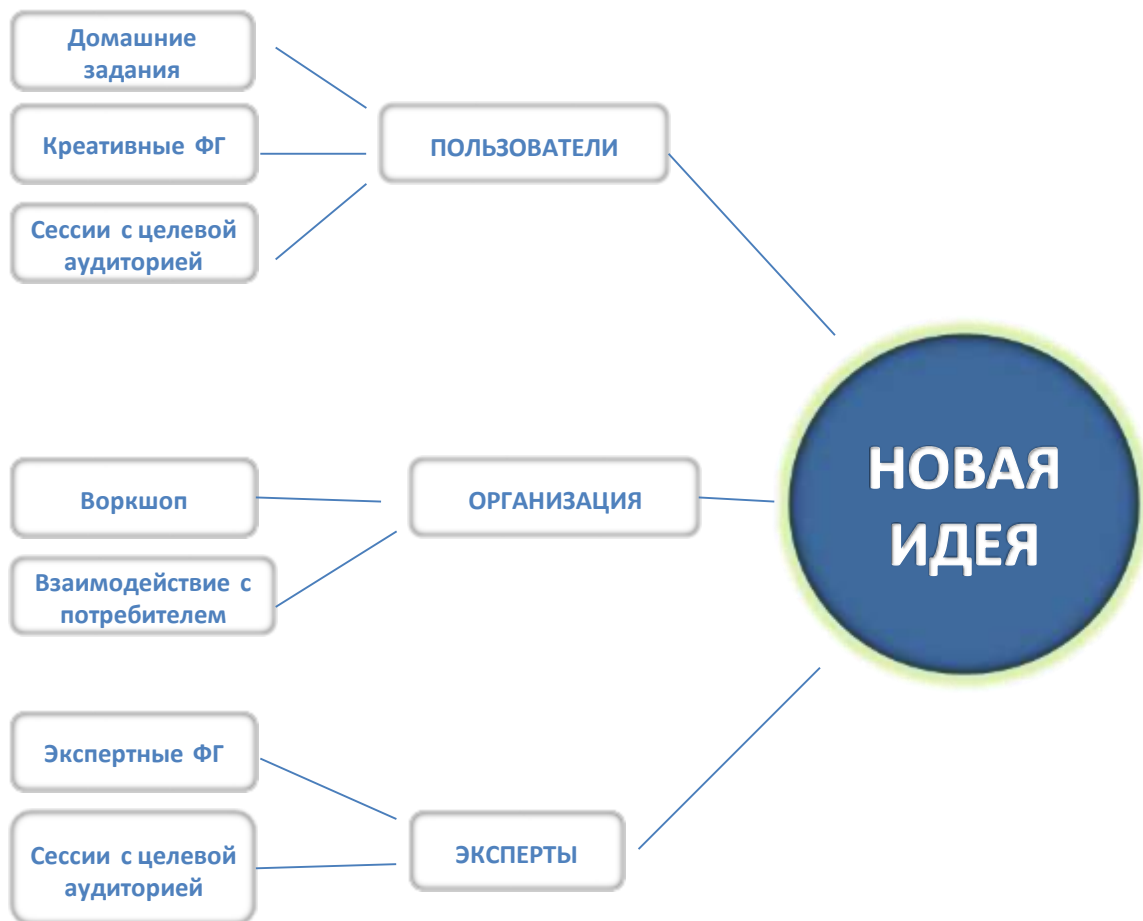 Домашние
задания
Креативные ФГ
ПОЛЬЗОВАТЕЛИ
Сессии с целевой
аудиторией
НОВАЯ
ИДЕЯ
Воркшоп
ОРГАНИЗАЦИЯ
Взаимодействие с
потребителем
Экспертные ФГ
ЭКСПЕРТЫ
Сессии с целевой
аудиторией